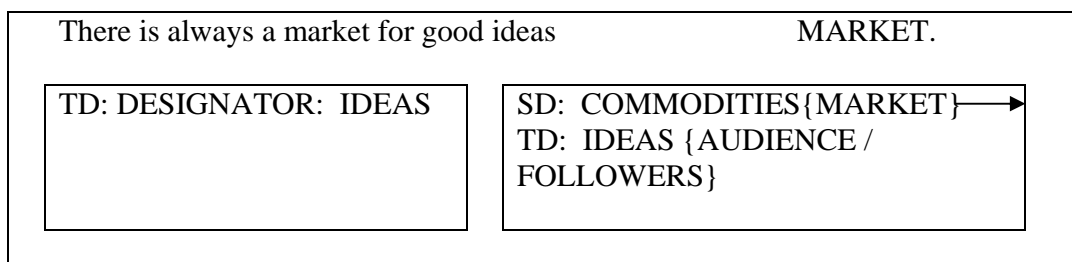 There is always a market for good ideas MARKET.
TD: DESIGNATOR: IDEAS
SD: COMMODITIES{MARKET}
TD: IDEAS {AUDIENCE /
FOLLOWERS}